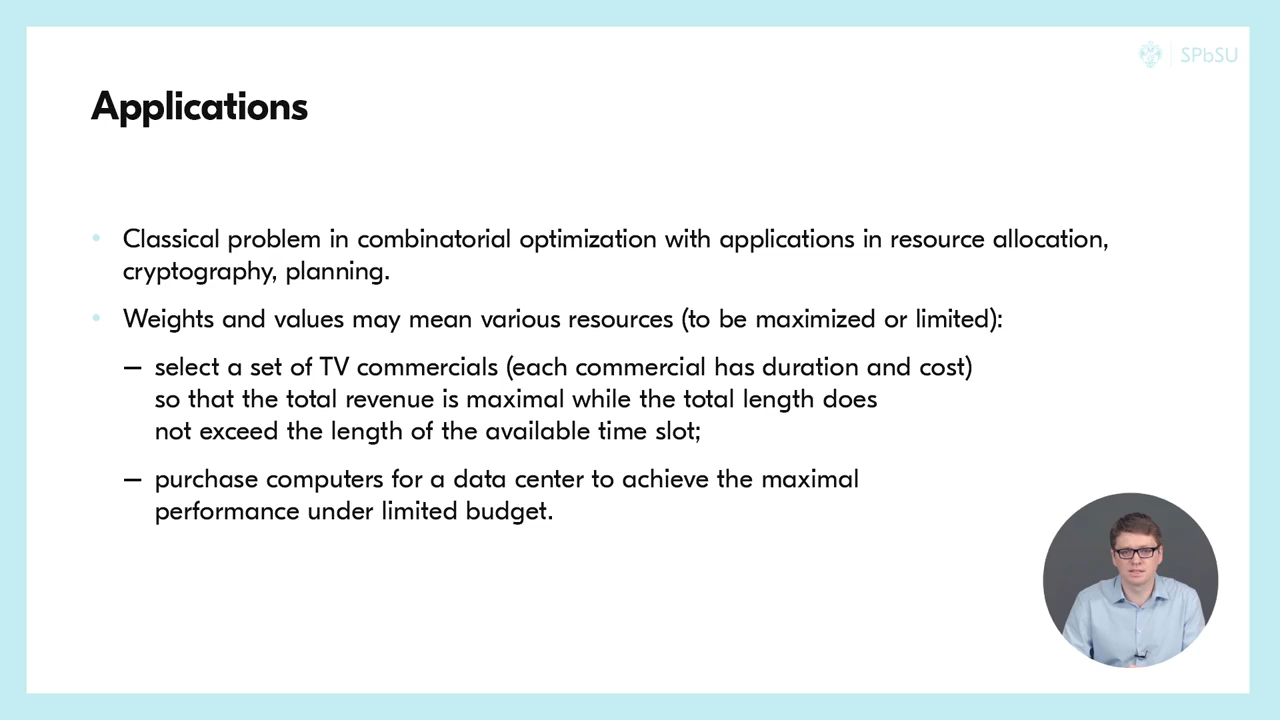 SPbSU
Applications
• Classical problem in combinatorial optimization with applications in resource allocation,
cryptography, planning.
• Weights and values may mean various resources (to be maximized or limited):
– select a set of TV commercials (each commercial has duration and cost)
so that the total revenue is maximal while the total length does
not exceed the length of the available time slot;
– purchase computers for a data center to achieve the maximal
performance under limited budget.